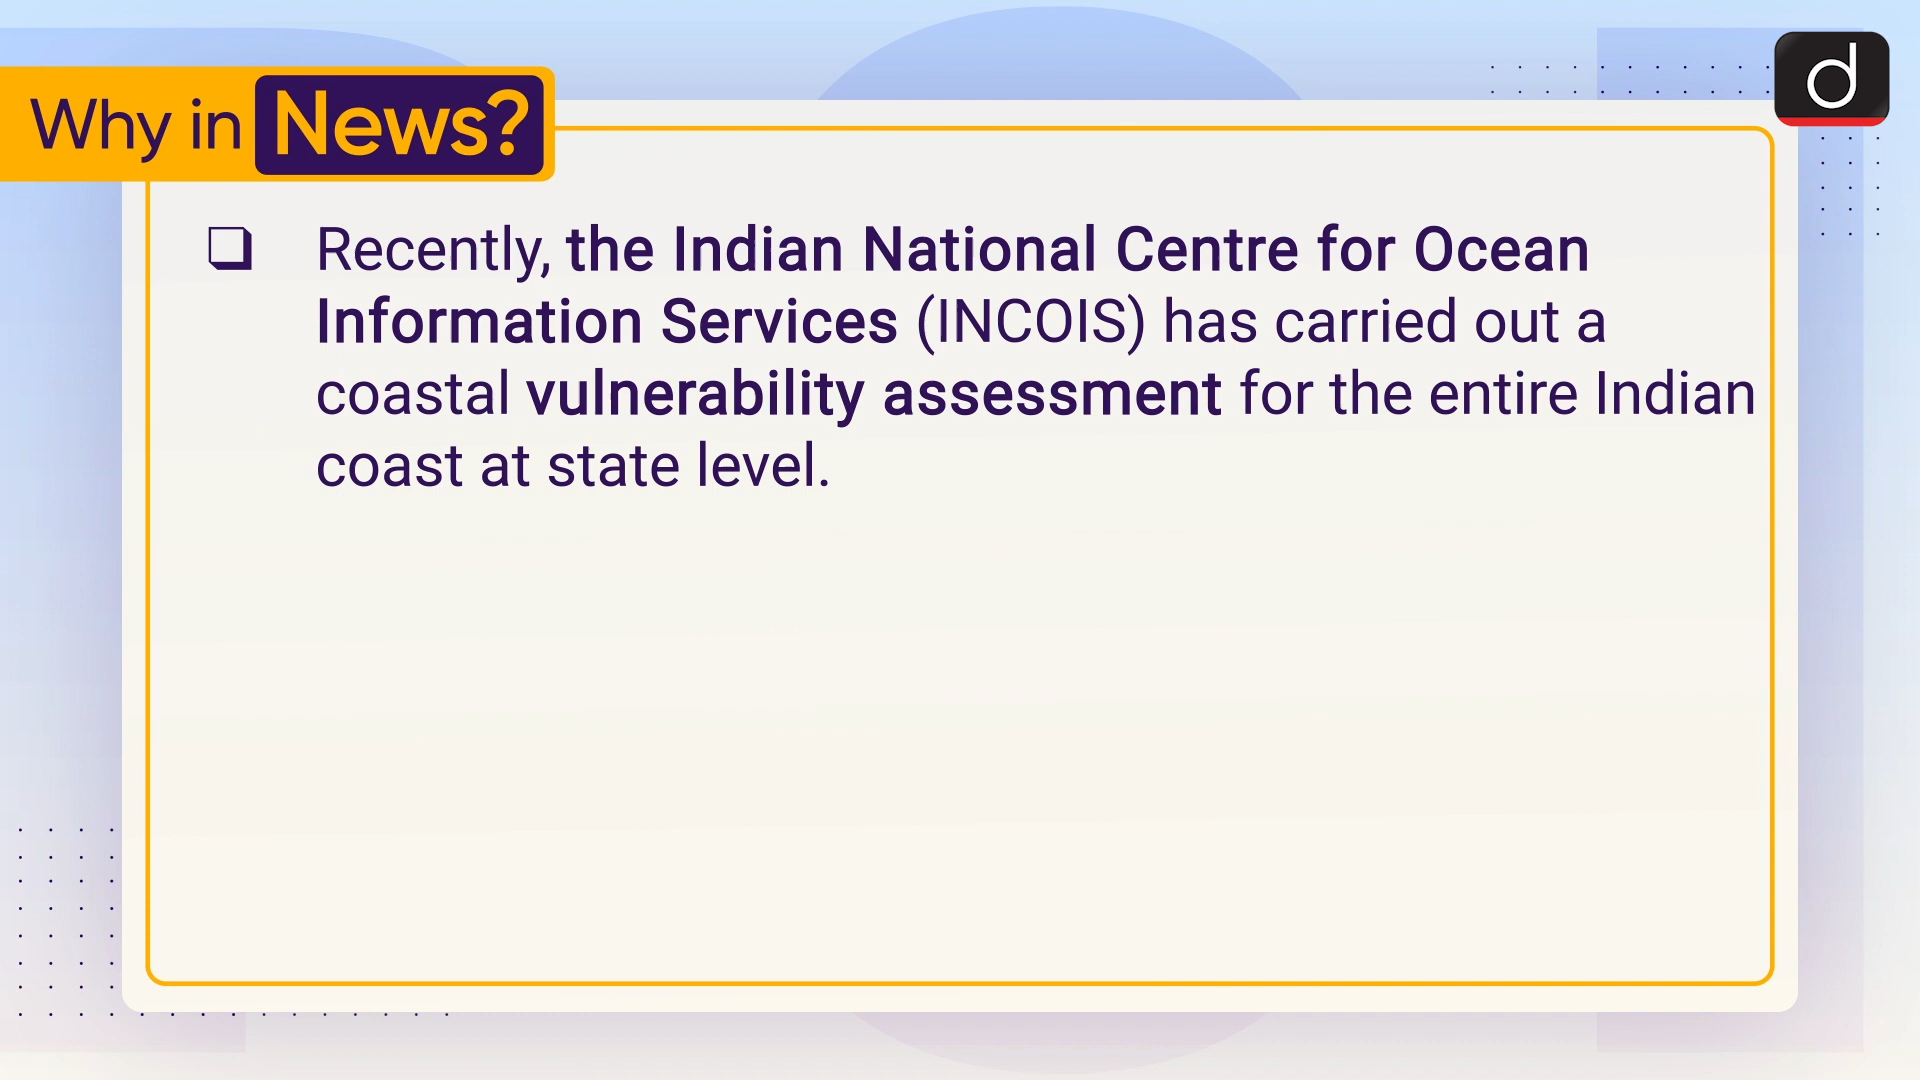 Why in News?
Recently, the Indian National Centre for Ocean
Information Services (INCOIS) has carried out a
coastal vulnerability assessment for the entire Indian
coast at state level.
d